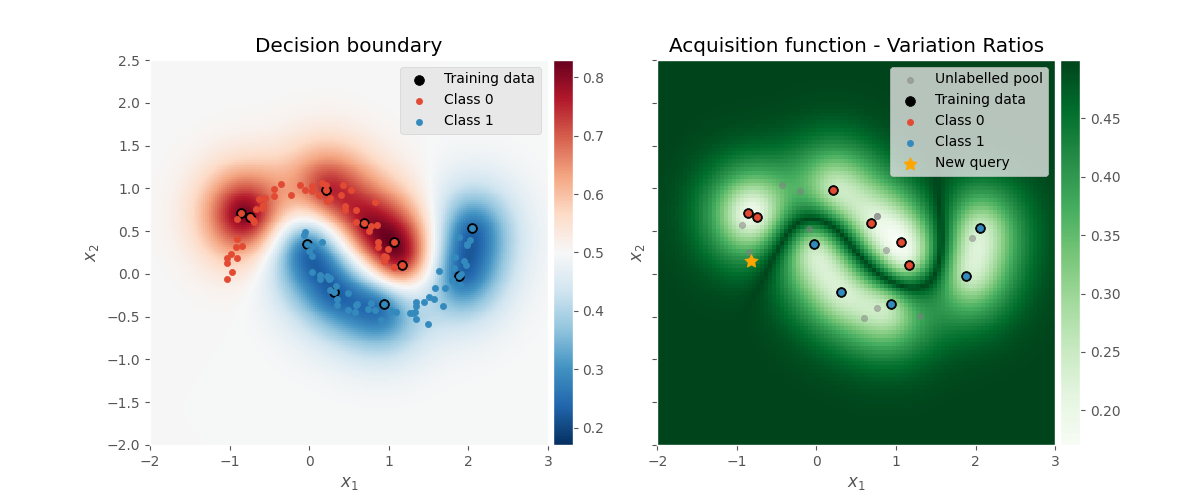 Decision boundary
Training data
Class 0
Class 1
2.5
2.0
1.5
1.0
0.5
0.0
−0.5
−1.0
−1.5
−2.0
x₂
−2
−1
0
1
2
3
x₁
0.8
0.7
0.6
0.5
0.4
0.3
0.2
Acquisition function - Variation Ratios
Unlabelled pool
Training data
Class 0
Class 1
New query
x₂
−2
−1
0
1
2
3
x₁
0.45
0.40
0.35
0.30
0.25
0.20